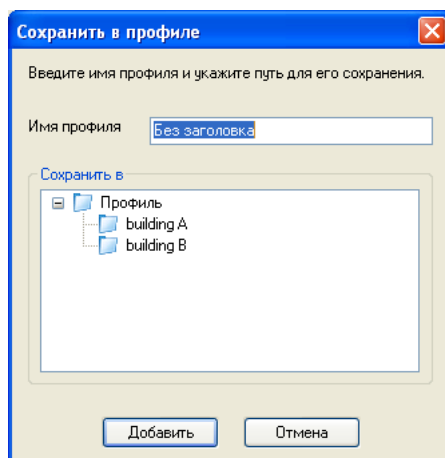 Сохранить в профиле
Введите имя профиля и укажите путь для его сохранения.
Имя профиля
Без заголовка
Сохранить в
Профиль
building A
building B
Добавить
Отмена